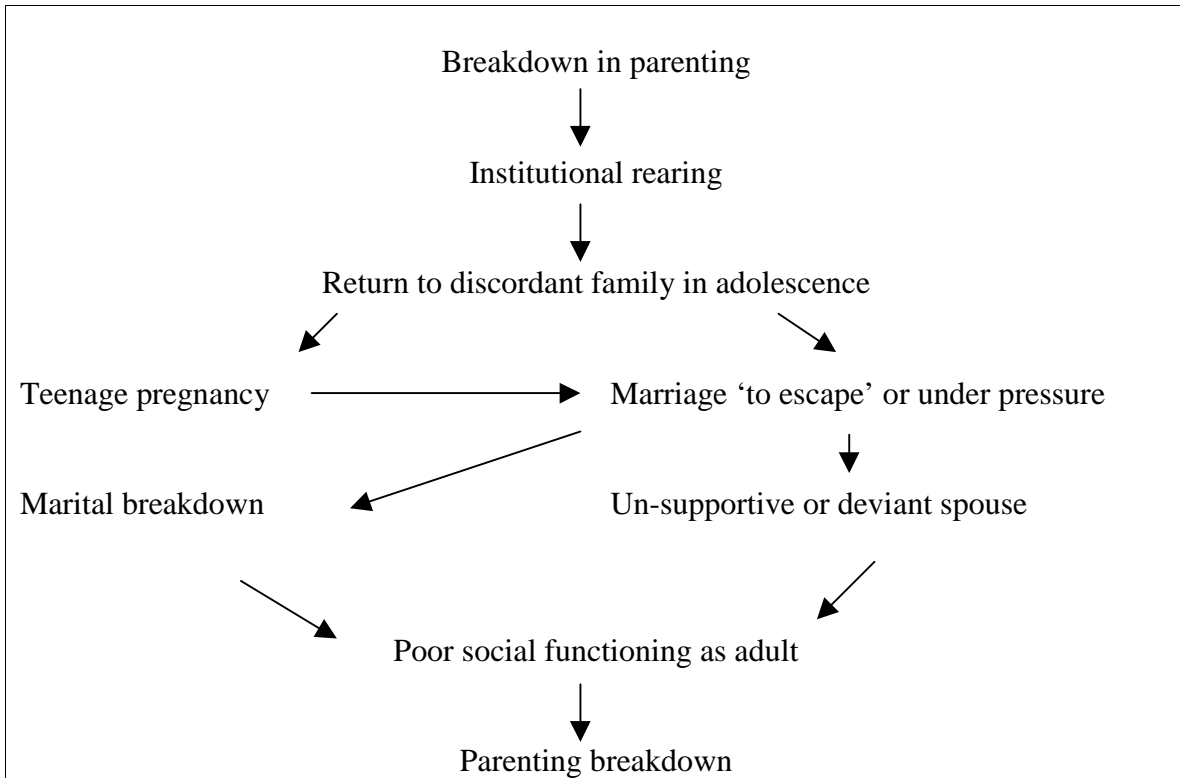 Breakdown in parenting
Institutional rearing
Return to discordant family in adolescence
Teenage pregnancy
Marriage ‘to escape’ or under pressure
Marital breakdown
Un-supportive or deviant spouse
Poor social functioning as adult
Parenting breakdown